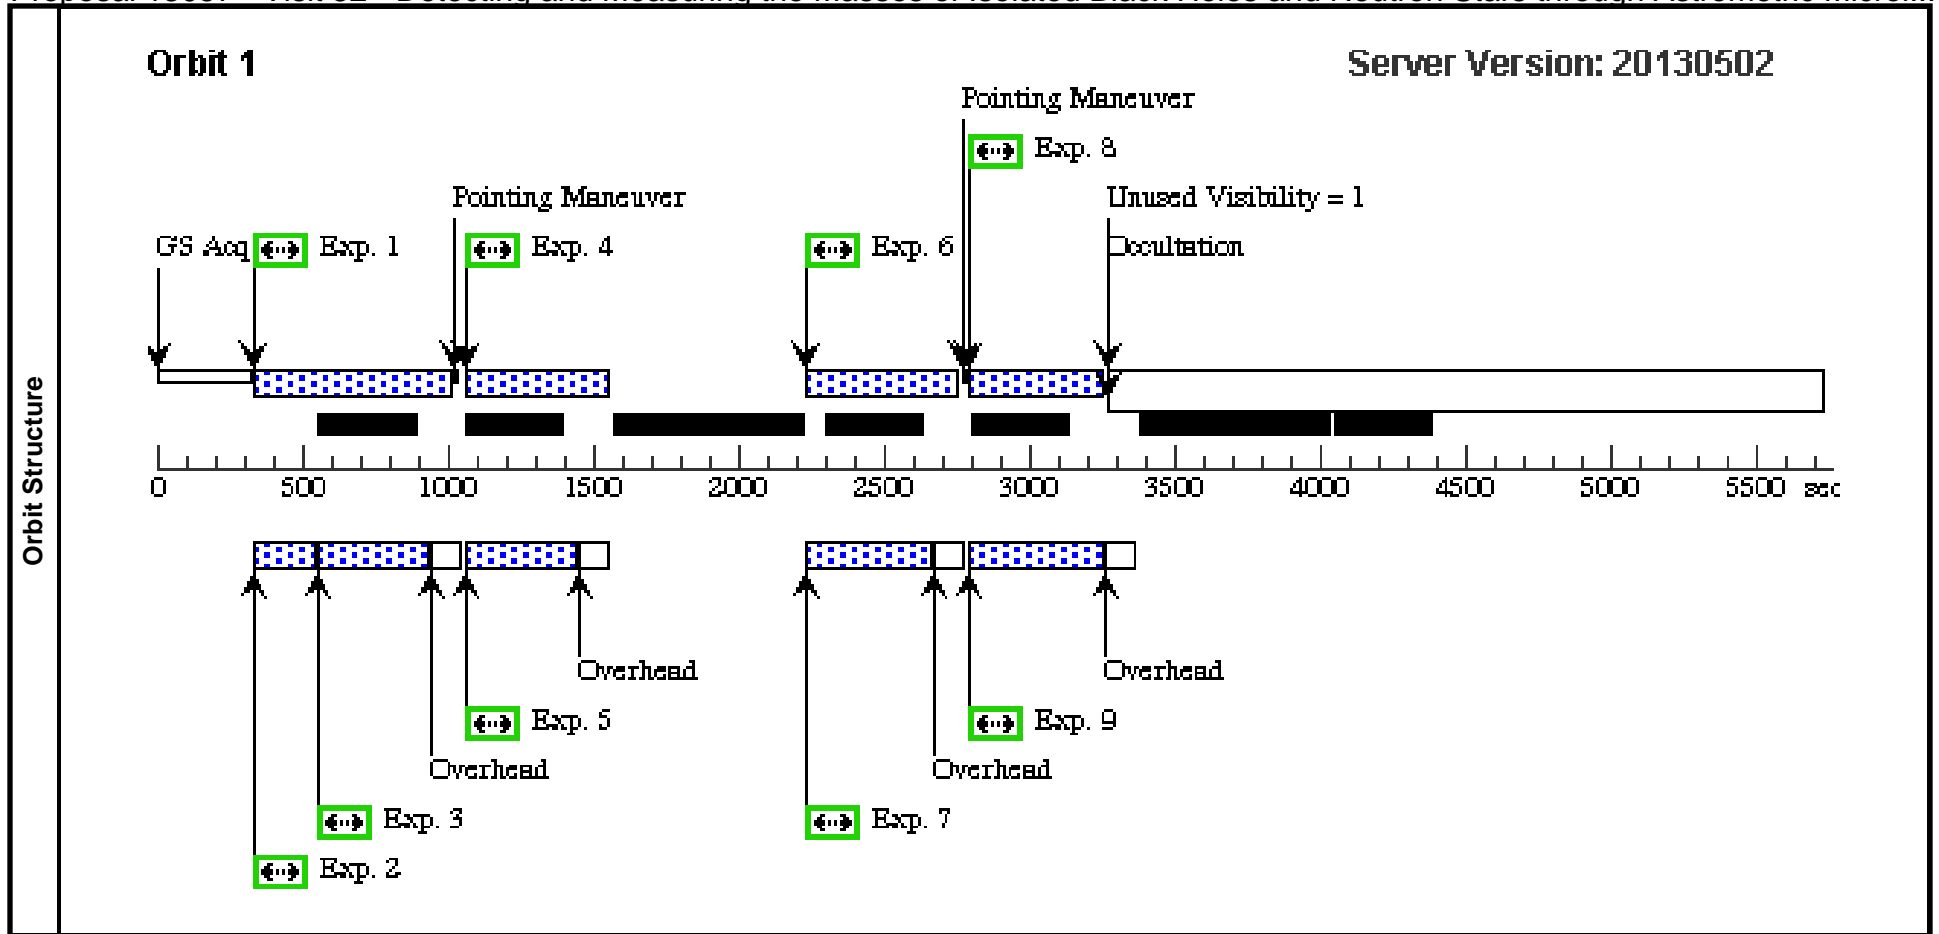 Orbit Structure
Orbit 1
Server Version: 20130502
Pointing Maneuver
Exp. 8
Pointing Maneuver
Unused Visibility = 1
GS Acq
Exp. 1
Exp. 4
Exp. 6
Occultation
0 500 1000 1500 2000 2500 3000 3500 4000 4500 5000 5500 sec
Overhead
Overhead
Exp. 5
Exp. 9
Overhead
Overhead
Exp. 3
Exp. 7
Exp. 2